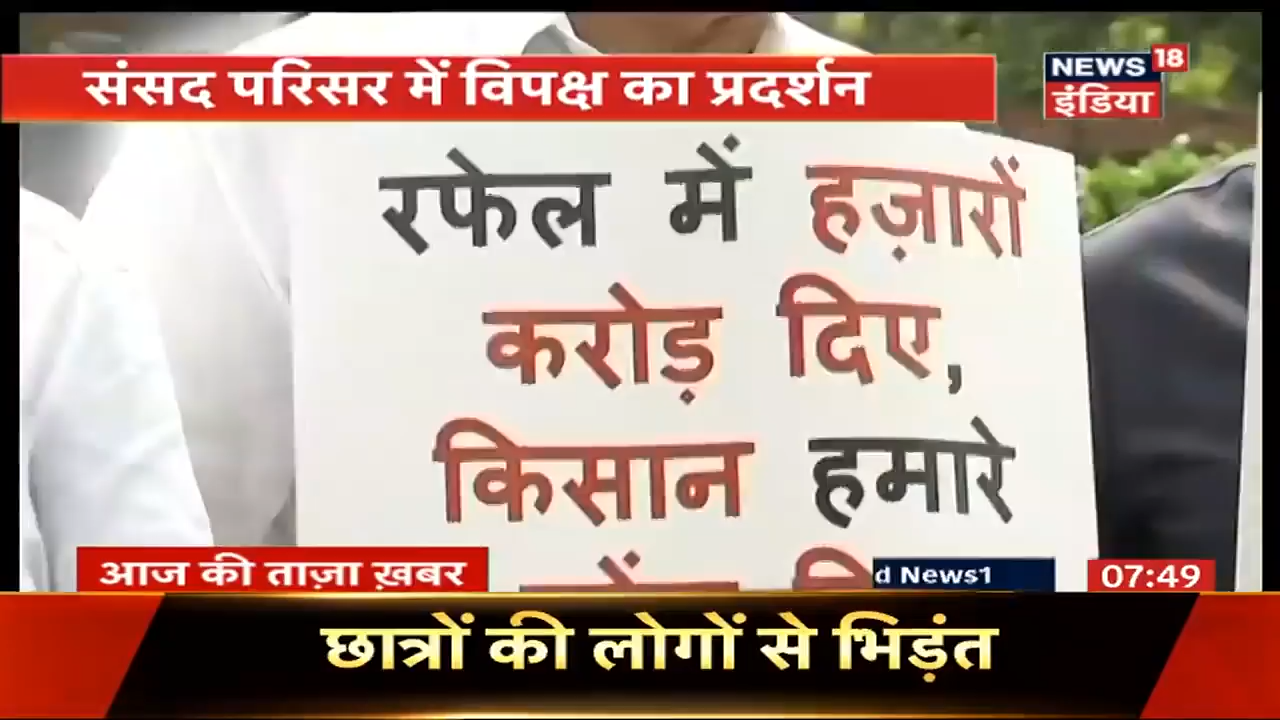 संसद परिसर में विपक्ष का प्रदर्शन
NEWS 18
इंडिया
रफेल में हज़ारों
करोड़ दिए,
किसान हमारे
आज की ताज़ा ख़बर
d News1
07:49
छात्रों की लोगों से भिड़ंत